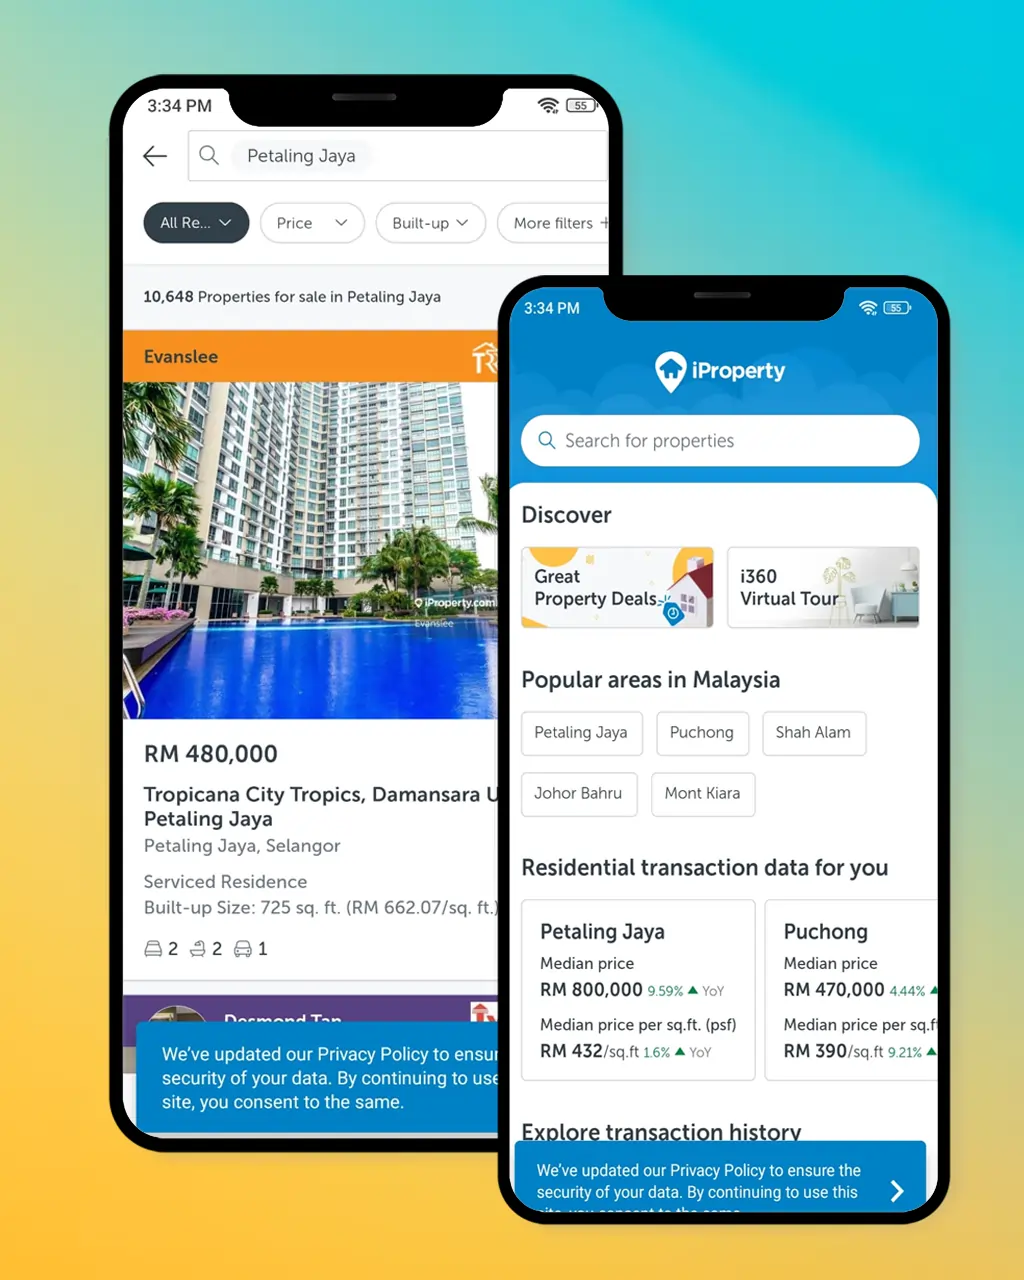 3:34 PM
55
Petaling Jaya
All Re...
Price
Built-up
More filters +
10,648 Properties for sale in Petaling Jaya
Evanslee
iProperty.com
Evanslee
RM 480,000
Tropicana City Tropics, Damansara U
Petaling Jaya
Petaling Jaya, Selangor
Serviced Residence
Built-up Size: 725 sq. ft. (RM 662.07/sq. ft.)
2 2 1
Desmond Tan
We've updated our Privacy Policy to ensur
security of your data. By continuing to use
site, you consent to the same.
3:34 PM
55
iProperty
Search for properties
Discover
Great
Property Deals
i360
Virtual Tour
Popular areas in Malaysia
Petaling Jaya
Puchong
Shah Alam
Johor Bahru
Mont Kiara
Residential transaction data for you
Petaling Jaya
Median price
RM 800,000 9.59% ▲ YoY
Median price per sq.ft. (psf)
RM 432/sq.ft 1.6% ▲ YoY
Puchong
Median price
RM 470,000 4.44% ▲
Median price per sq.f
RM 390/sq.ft 9.21% ▲
Explore transaction history
We've updated our Privacy Policy to ensure the
security of your data. By continuing to use this
site, you consent to the same